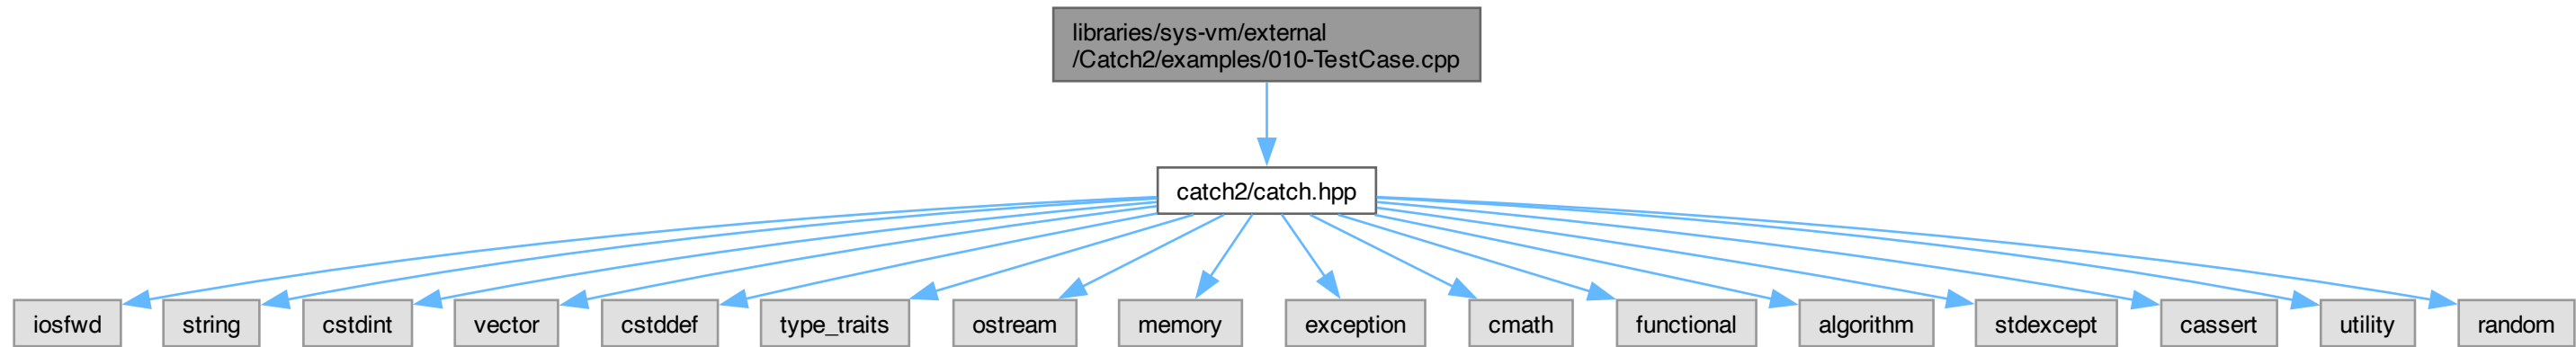 libraries/sys-vm/external
/Catch2/examples/010-TestCase.cpp
catch2/catch.hpp
iosfwd
string
cstdint
vector
cstddef
type_traits
ostream
memory
exception
cmath
functional
algorithm
stdexcept
cassert
utility
random